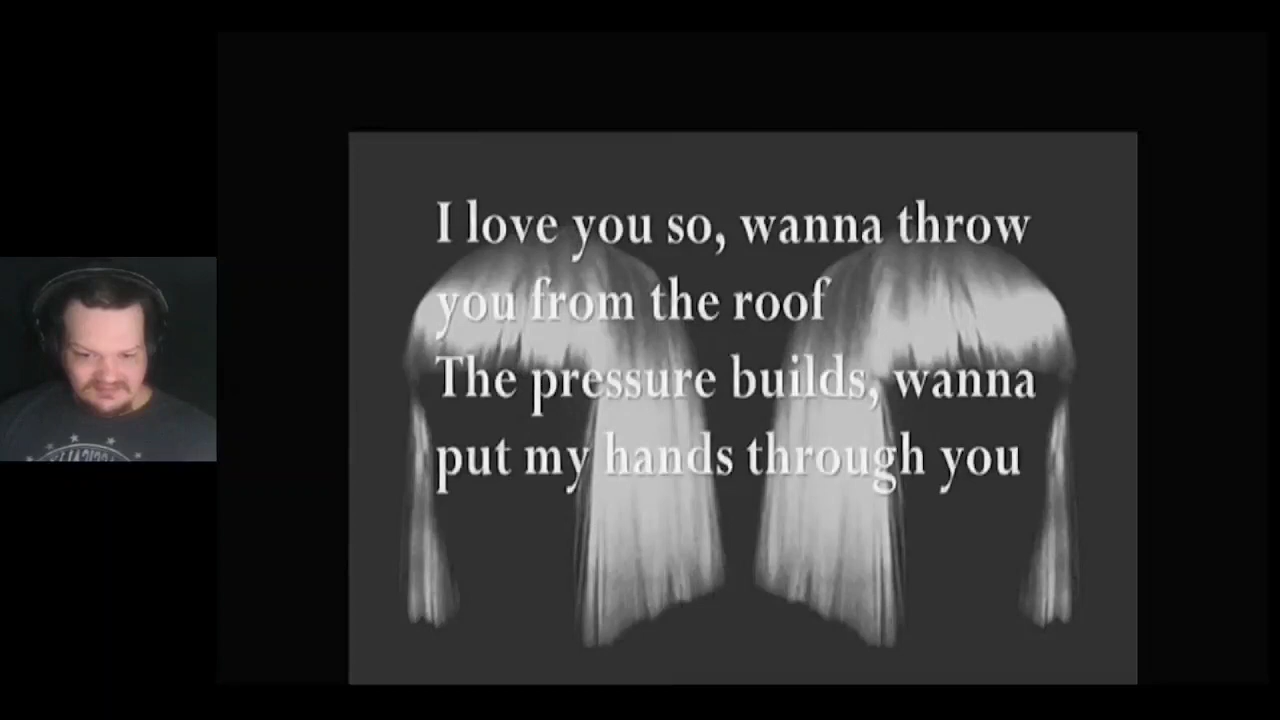 I love you so, wanna throw
you from the roof
The pressure builds, wanna
put my hands through you